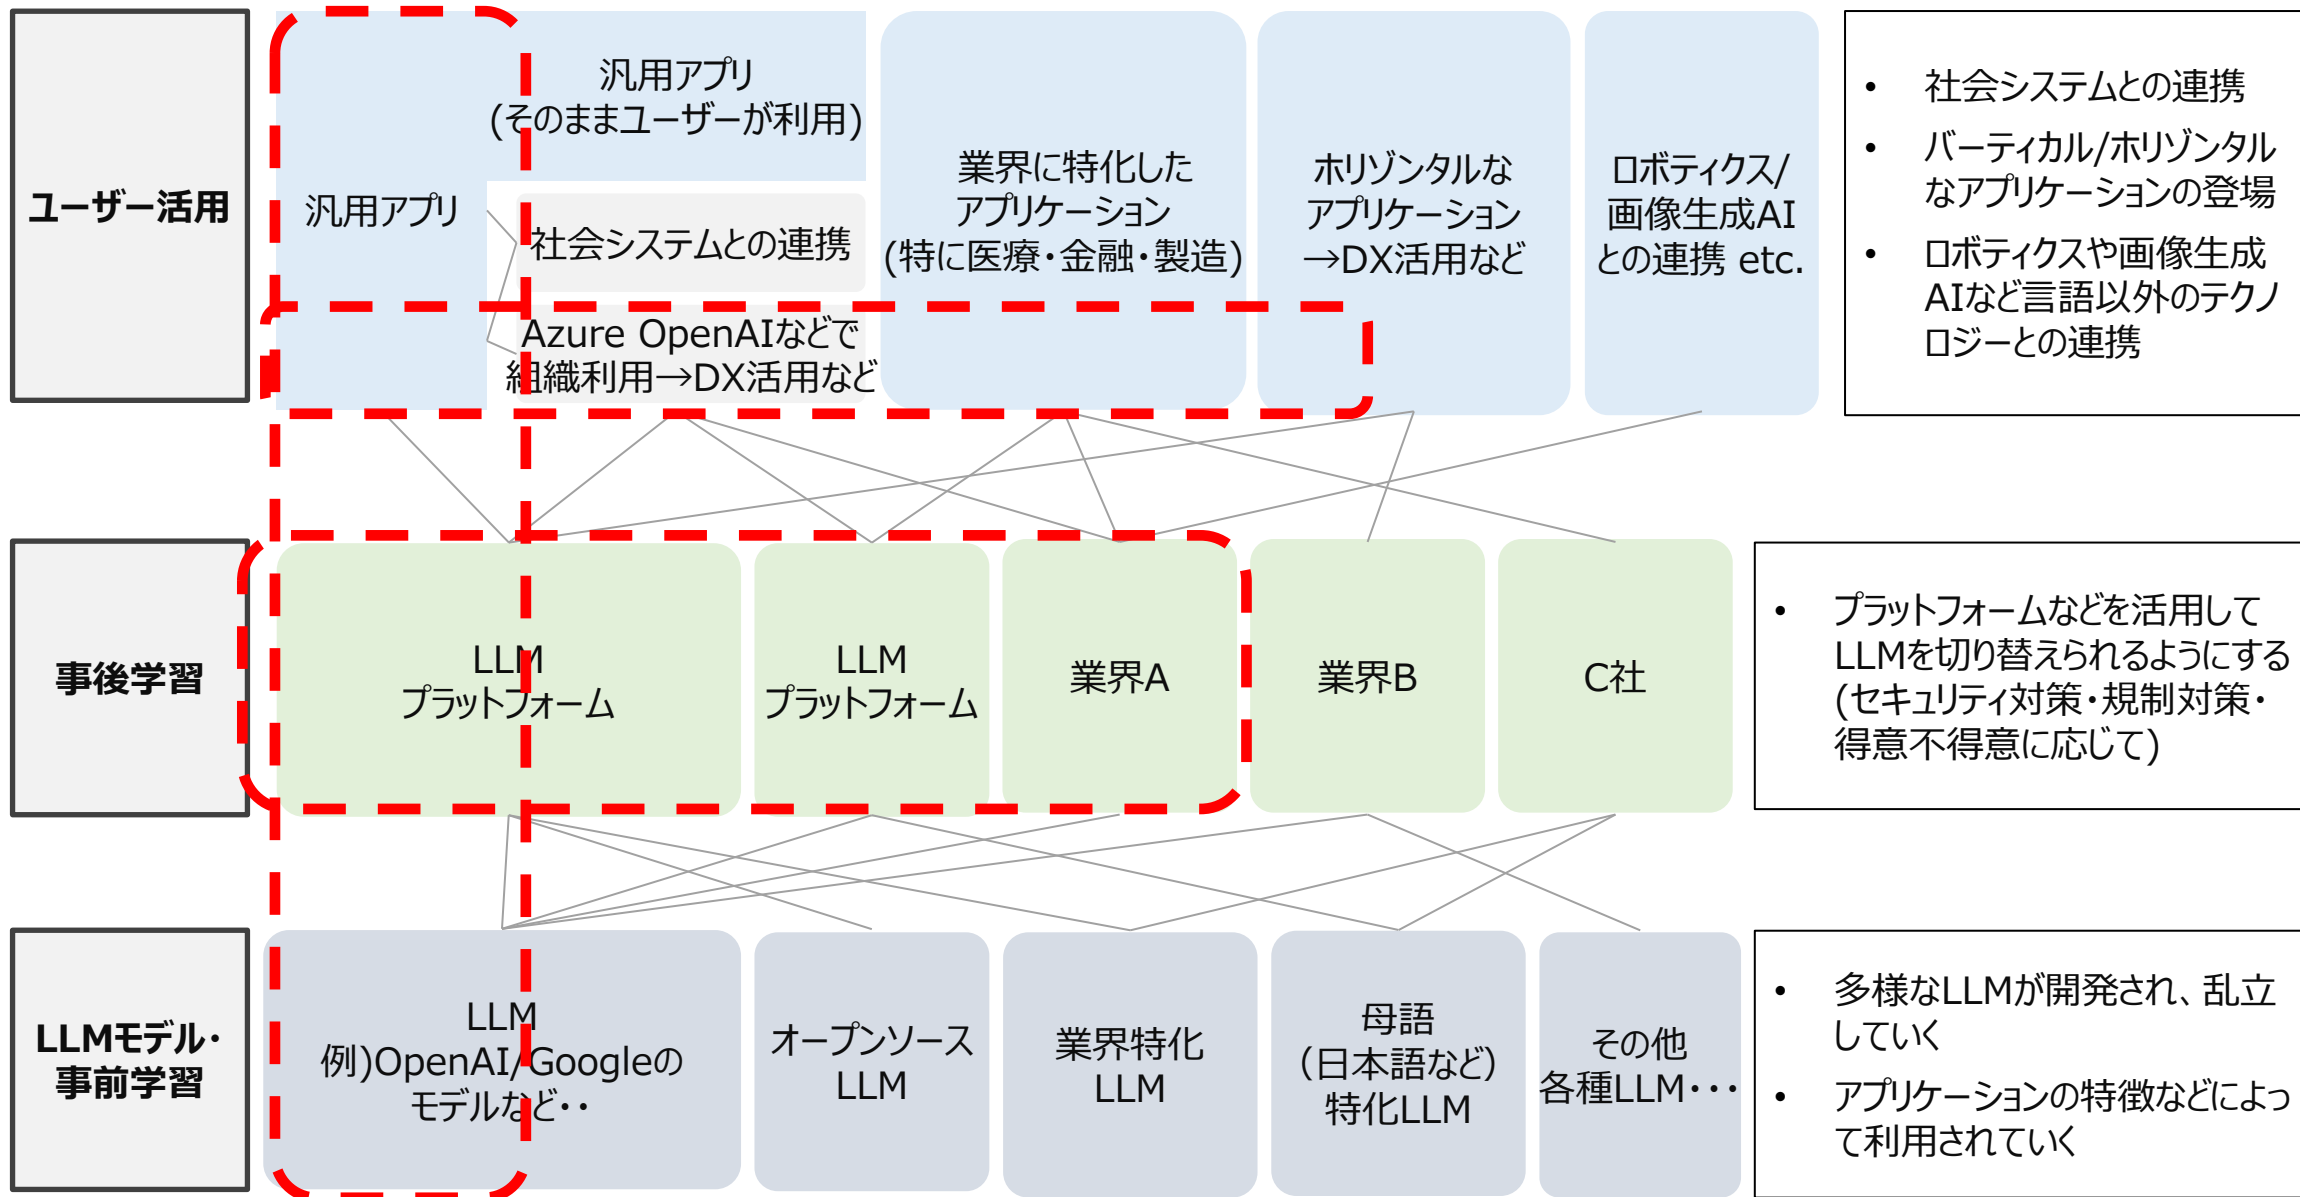 ユーザー活用
汎用アプリ
(そのままユーザーが利用)
汎用アプリ
社会システムとの連携
Azure OpenAIなどで
組織利用→DX活用など
業界に特化した
アプリケーション
(特に医療・金融・製造)
ホリゾンタルな
アプリケーション
→DX活用など
ロボティクス/
画像生成AI
との連携 etc.
• 社会システムとの連携
• バーティカル/ホリゾンタル
なアプリケーションの登場
• ロボティクスや画像生成
AIなど言語以外のテクノ
ロジーとの連携
事後学習
LLM
プラットフォーム
LLM
プラットフォーム
業界A
業界B
C社
• プラットフォームなどを活用して
LLMを切り替えられるようにする
(セキュリティ対策・規制対策・
得意不得意に応じて)
LLMモデル・
事前学習
LLM
例)OpenAI/Googleの
モデルなど・・
オープンソース
LLM
業界特化
LLM
母語
(日本語など)
特化LLM
その他
各種LLM・・・
• 多様なLLMが開発され、乱立
していく
• アプリケーションの特徴などによっ
て利用されていく